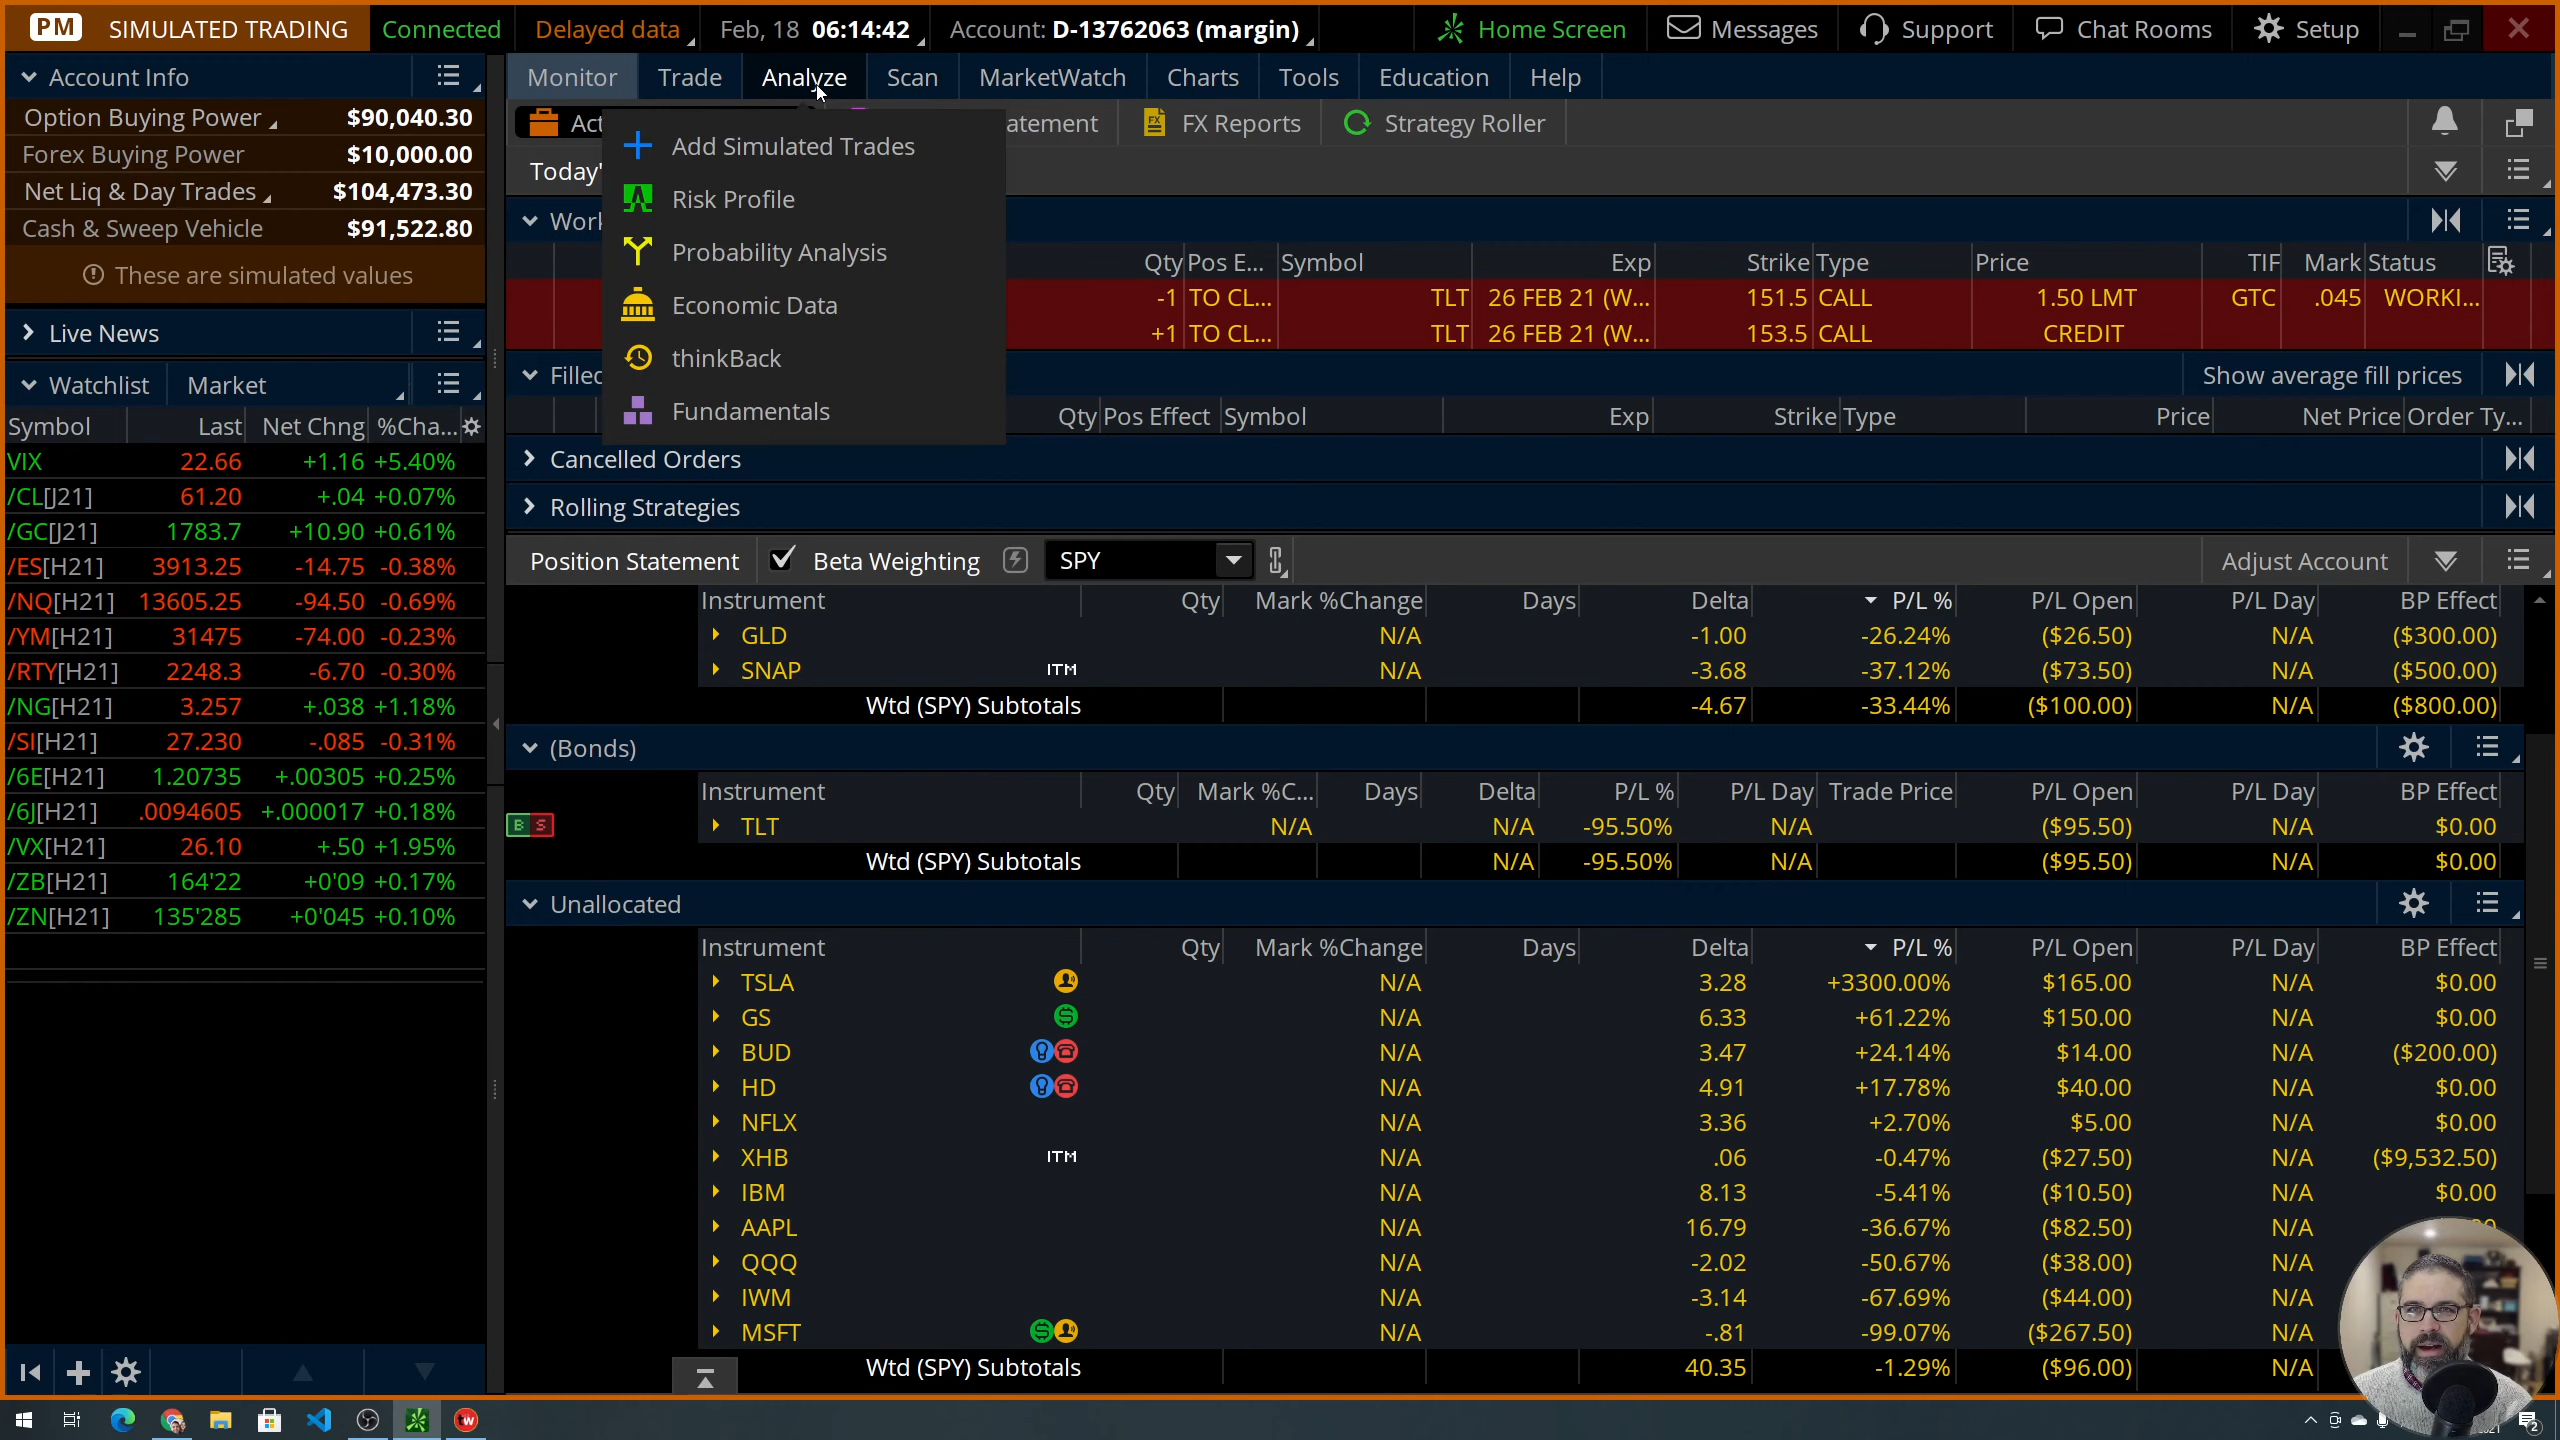 PM SIMULATED TRADING Connected Delayed data Feb, 18 06:14:42 Account: D-13762063 (margin) Home Screen Messages Support Chat Rooms Setup
Account Info
Option Buying Power $90,040.30
Forex Buying Power $10,000.00
Net Liq & Day Trades $104,473.30
Cash & Sweep Vehicle $91,522.80
These are simulated values
Live News
Watchlist Market
Symbol Last Net Chng %Cha...
VIX 22.66 +1.16 +5.40%
/CL[J21] 61.20 +.04 +0.07%
/GC[J21] 1783.7 +10.90 +0.61%
/ES[H21] 3913.25 -14.75 -0.38%
/NQ[H21] 13605.25 -94.50 -0.69%
/YM[H21] 31475 -74.00 -0.23%
/RTY[H21] 2248.3 -6.70 -0.30%
/NG[H21] 3.257 +.038 +1.18%
/SI[H21] 27.230 -.085 -0.31%
/6E[H21] 1.20735 +.00305 +0.25%
/6J[H21] .0094605 +.000017 +0.18%
/VX[H21] 26.10 +.50 +1.95%
/ZB[H21] 164'22 +0'09 +0.17%
/ZN[H21] 135'285 +0'045 +0.10%
Monitor Trade Analyze Scan MarketWatch Charts Tools Education Help
Act atement FX Reports Strategy Roller
Add Simulated Trades
Risk Profile
Probability Analysis
Economic Data
thinkBack
Fundamentals
Today'
Work
Qty Pos E... Symbol Exp Strike Type Price TIF Mark Status
-1 TO CL... TLT 26 FEB 21 (W... 151.5 CALL 1.50 LMT GTC .045 WORKI...
+1 TO CL... TLT 26 FEB 21 (W... 153.5 CALL CREDIT
Filled Show average fill prices
Qty Pos Effect Symbol Exp Strike Type Price Net Price Order Ty...
Cancelled Orders
Rolling Strategies
Position Statement Beta Weighting SPY Adjust Account
Instrument Qty Mark %Change Days Delta P/L % P/L Open P/L Day BP Effect
GLD N/A -1.00 -26.24% ($26.50) N/A ($300.00)
SNAP ITM N/A -3.68 -37.12% ($73.50) N/A ($500.00)
Wtd (SPY) Subtotals -4.67 -33.44% ($100.00) N/A ($800.00)
(Bonds)
Instrument Qty Mark %C... Days Delta P/L % P/L Day Trade Price P/L Open P/L Day BP Effect
B S TLT N/A N/A -95.50% N/A ($95.50) N/A $0.00
Wtd (SPY) Subtotals N/A -95.50% N/A ($95.50) N/A $0.00
Unallocated
Instrument Qty Mark %Change Days Delta P/L % P/L Open P/L Day BP Effect
TSLA N/A 3.28 +3300.00% $165.00 N/A $0.00
GS N/A 6.33 +61.22% $150.00 N/A $0.00
BUD N/A 3.47 +24.14% $14.00 N/A ($200.00)
HD N/A 4.91 +17.78% $40.00 N/A $0.00
NFLX N/A 3.36 +2.70% $5.00 N/A $0.00
XHB ITM N/A .06 -0.47% ($27.50) N/A ($9,532.50)
IBM N/A 8.13 -5.41% ($10.50) N/A $0.00
AAPL N/A 16.79 -36.67% ($82.50) N/A
QQQ N/A -2.02 -50.67% ($38.00) N/A
IWM N/A -3.14 -67.69% ($44.00) N/A
MSFT N/A -.81 -99.07% ($267.50) N/A
Wtd (SPY) Subtotals 40.35 -1.29% ($96.00) N/A